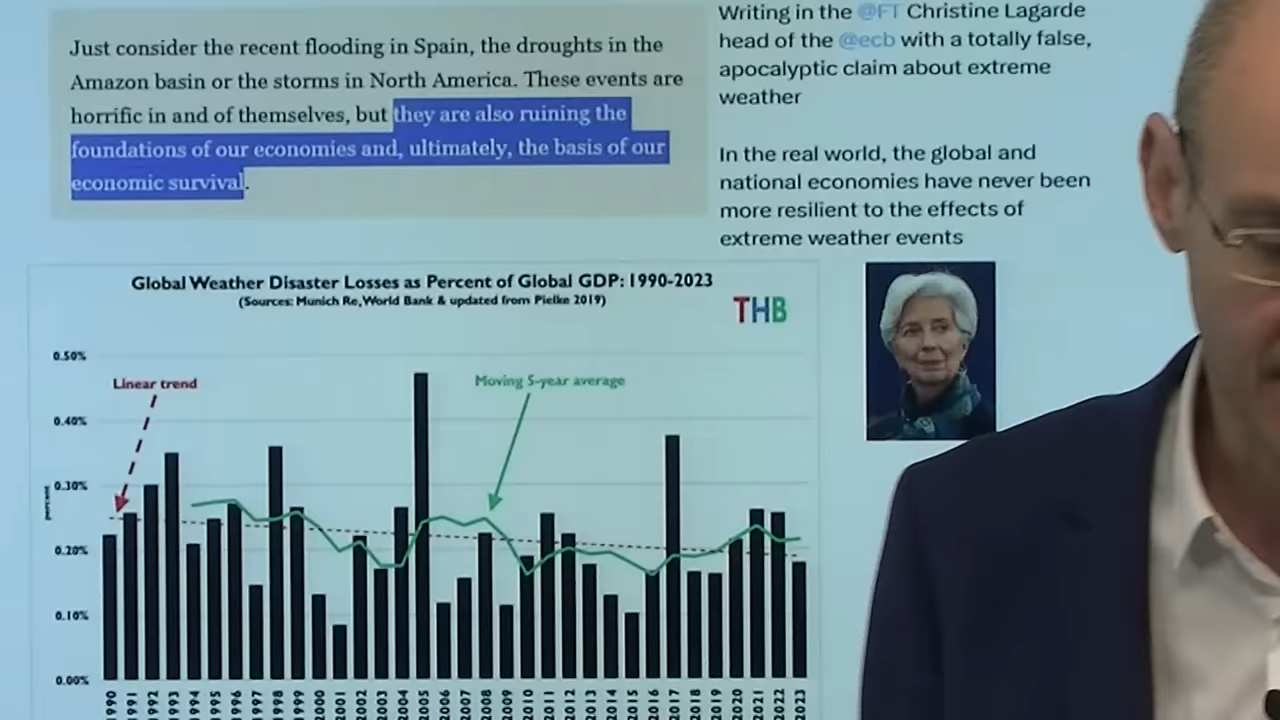 Just consider the recent flooding in Spain, the droughts in the
Amazon basin or the storms in North America. These events are
horrific in and of themselves, but they are also ruining the
foundations of our economies and, ultimately, the basis of our
economic survival.
Writing in the @FT Christine Lagarde
head of the @ecb with a totally false,
apocalyptic claim about extreme
weather
In the real world, the global and
national economies have never been
more resilient to the effects of
extreme weather events
Global Weather Disaster Losses as Percent of Global GDP: 1990-2023
(Sources: Munich Re, World Bank & updated from Pielke 2019)
THB
0.50%
0.40%
0.30%
0.20%
0.10%
0.00%
percent
Linear trend
Moving 5-year average
1990
1991
1992
1993
1994
1995
1996
1997
1998
1999
2000
2001
2002
2003
2004
2005
2006
2007
2008
2009
2010
2011
2012
2013
2014
2015
2016
2017
2018
2019
2020
2021
2022
2023